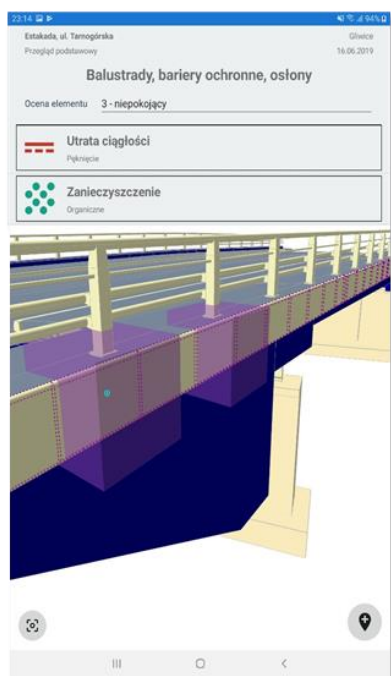 23:14 94%
Estakada, ul. Tarnogórska Gliwice
Przegląd podstawowy 16.06.2019
Balustrady, bariery ochronne, osłony
Ocena elementu 3 - niepokojący
Utrata ciągłości
Pęknięcie
Zanieczyszczenie
Organiczne